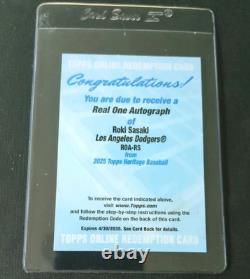 Card Saver I®
TOPPS ONLINE REDEMPTION CARD
Congratulations!
You are due to receive a
Real One Autograph
of
Roki Sasaki
Los Angeles Dodgers®
ROA-RS
from
2025 Topps Heritage Baseball
To receive the card indicated above,
visit www.Topps.com
and follow the step-by-step instructions using the
Redemption Code on the back of this card.
Expires 4/30/2028. See Card Back for details.
TOPPS ONLINE REDEMPTION CARD